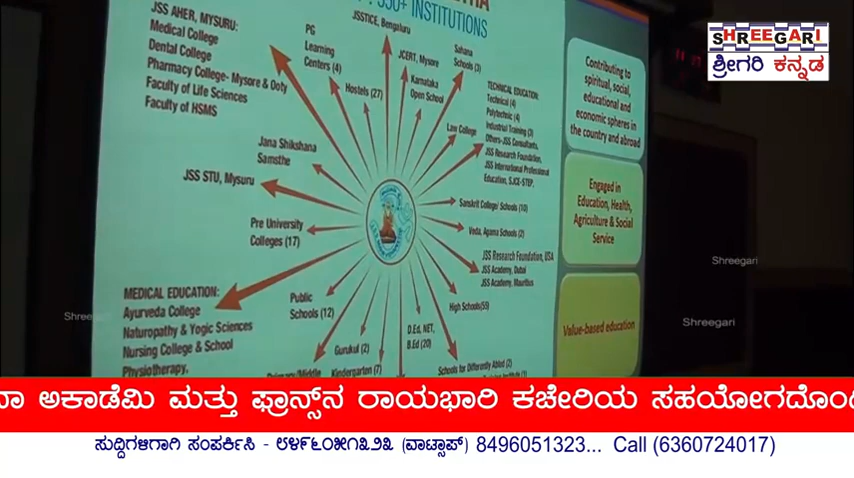 350+ INSTITUTIONS
SHREEGARI
ಶ್ರೀಗರಿ ಕನ್ನಡ
JSS AHER, MYSURU:
Medical College
Dental College
Pharmacy College- Mysore & Ooty
Faculty of Life Sciences
Faculty of HSMS
PG
Learning
Centers (4)
Hostels (27)
JSSTICE, Bengaluru
JCERT, Mysore
Karnataka
Open School
Sahana
Schools (3)
Law College
TECHNICAL EDUCATION:
Technical (4)
Polytechnic (4)
Industrial Training (3)
Others-JSS Consultants,
JSS Research Foundation,
JSS International Professional
Education, SJCE-STEP,
Jana Shikshana
Samsthe
JSS STU, Mysuru
Pre University
Colleges (17)
Sanskrit College/ Schools (10)
Veda, Agama Schools (2)
JSS Research Foundation, USA
JSS Academy, Dubai
JSS Academy, Mauritus
High Schools(55)
MEDICAL EDUCATION:
Ayurveda College
Naturopathy & Yogic Sciences
Nursing College & School
Physiotherapy,
Public
Schools (12)
Gurukul (2)
Kindergarten (7)
D.Ed, NET,
B.Ed (20)
Schools for Differently Abled (2)
Contributing to
spiritual, social,
educational and
economic spheres in
the country and abroad
Engaged in
Education, Health,
Agriculture & Social
Service
Value-based education
Shreegari
Shreegari
Shreegari
ಅಕಾಡೆಮಿ ಮತ್ತು ಫ್ರಾನ್ಸ್‌ನ ರಾಯಭಾರಿ ಕಚೇರಿಯ
ಸುದ್ದಿಗಳಿಗಾಗಿ ಸಂಪರ್ಕಿಸಿ - ೮೪೯೬೦೫೧೩೨೩ (ವಾಟ್ಸಾಪ್) 8496051323... Call (6360724017)